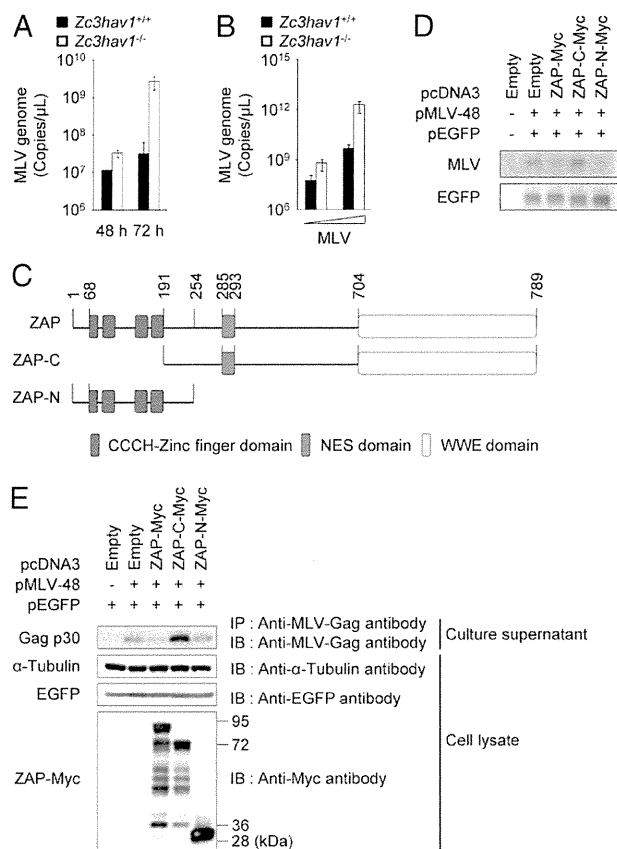 A
Zc3hav1+/+
Zc3hav1-/-
MLV genome
(Copies/µL)
10^10
10^9
10^8
10^7
10^6
48 h 72 h
B
Zc3hav1+/+
Zc3hav1-/-
MLV genome
(Copies/µL)
10^15
10^12
10^9
10^6
MLV
D
pcDNA3
Empty
Empty
ZAP-Myc
ZAP-C-Myc
ZAP-N-Myc
pMLV-48 - + + + +
pEGFP - + + + +
MLV
EGFP
C
1 68 191 254 285 293 704 789
ZAP
ZAP-C
ZAP-N
CCCH-Zinc finger domain NES domain WWE domain
E
pcDNA3
Empty
Empty
ZAP-Myc
ZAP-C-Myc
ZAP-N-Myc
pMLV-48 - + + + +
pEGFP + + + + +
Gag p30
IP : Anti-MLV-Gag antibody
IB : Anti-MLV-Gag antibody
Culture supernatant
α-Tubulin IB : Anti-α-Tubulin antibody
EGFP IB : Anti-EGFP antibody
95
72
ZAP-Myc IB : Anti-Myc antibody
Cell lysate
36
28 (kDa)